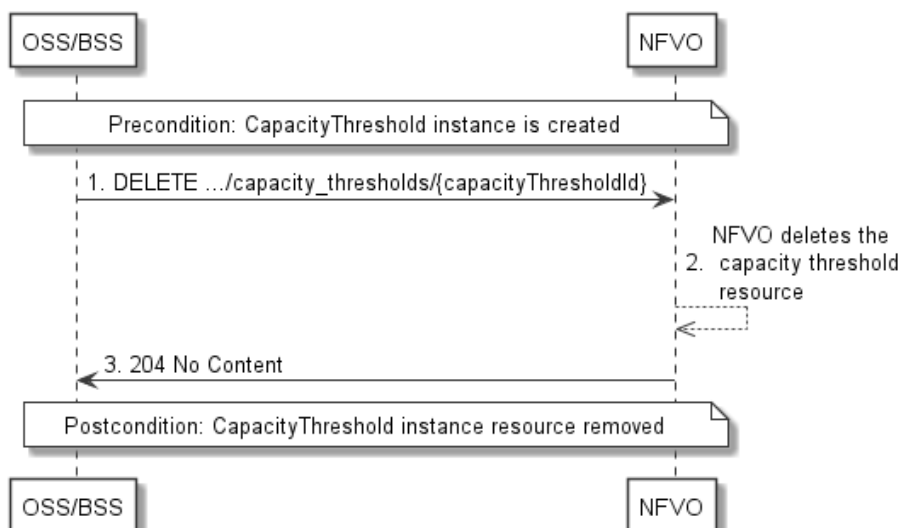 OSS/BSS
NFVO
Precondition: CapacityThreshold instance is created
1. DELETE .../capacity_thresholds/{capacityThresholdId}
NFVO deletes the
2. capacity threshold
resource
3. 204 No Content
Postcondition: CapacityThreshold instance resource removed
OSS/BSS
NFVO